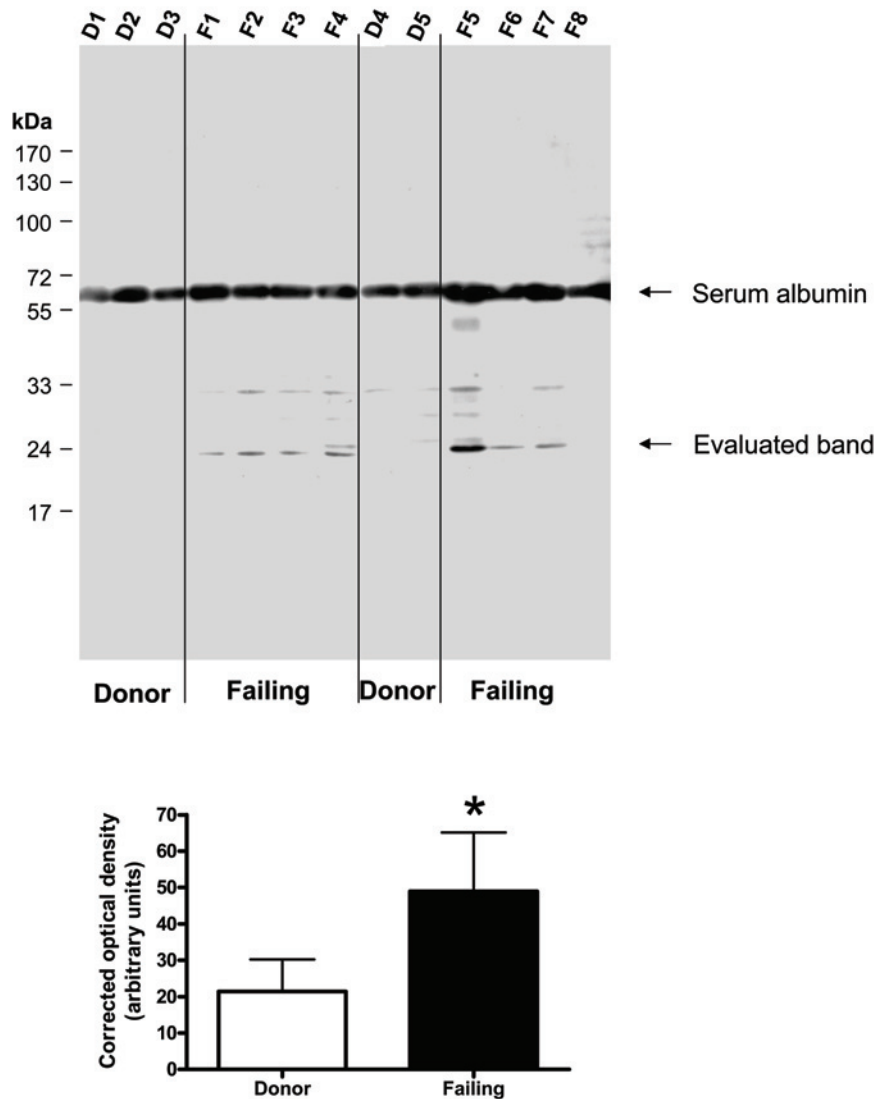 D1 D2 D3 F1 F2 F3 F4 D4 D5 F5 F6 F7 F8
kDa
170
130
100
72
55
33
24
17
Serum albumin
Evaluated band
Donor Failing Donor Failing
*
70
60
50
40
30
20
10
0
Corrected optical density
(arbitrary units)
Donor Failing